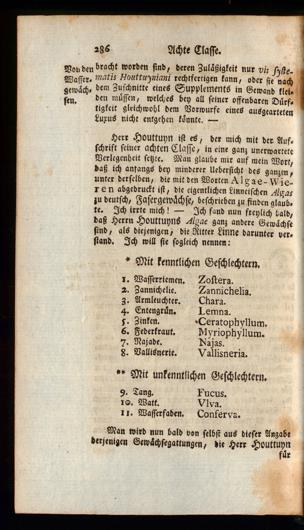 286 Achte Classe.
Von den
Wasser-
gewäch-
sen.
bracht worden sind, deren Zuläßigkeit nur vis syste-
matis Houttuyniani rechtfertigen kann, oder sie nach
dem Zuschnitte eines Supplements in Gewand klei-
den müssen, welches bey all seiner offenbaren Dürf-
tigkeit gleichwohl dem Vorwurfe eines ausgearteten
Luxus nicht entgehen könnte. —
Herr Houttuyn ist es, der mich mit der Auf-
schrift seiner achten Classe, in eine ganz unerwartete
Verlegenheit setzte. Man glaube mir auf mein Wort,
daß ich anfangs bey minderer Uebersicht des ganzen,
unter derselben, die mit den Worten Algae-Wie-
ren abgedruckt ist, die eigentlichen Linneischen Algas
zu deutsch, Fasergewächse, beschrieben zu finden glaub-
te. Ich irrte mich! — Ich fand nun freylich bald,
daß Herrn Houttuyns Algae ganz andere Gewächse
sind, als diejenigen, die Ritter Linne darunter ver-
stand. Ich will sie sogleich nennen:
* Mit kenntlichen Geschlechtern.
1. Wasserriemen. Zostera.
2. Zannichelie. Zannichelia.
3. Armleuchter. Chara.
4. Entengrün. Lemna.
5. Zinken. Ceratophyllum.
6. Federkraut. Myriophyllum.
7. Najade. Najas.
8. Vallisnerie. Vallisneria.
** Mit unkenntlichen Geschlechtern.
9. Tang. Fucus.
10. Watt. Vlva.
11. Wasserfaden. Conferva.
Man wird nun bald von selbst aus dieser Angabe
derjenigen Gewächsegattungen, die Herr Houttuyn
für